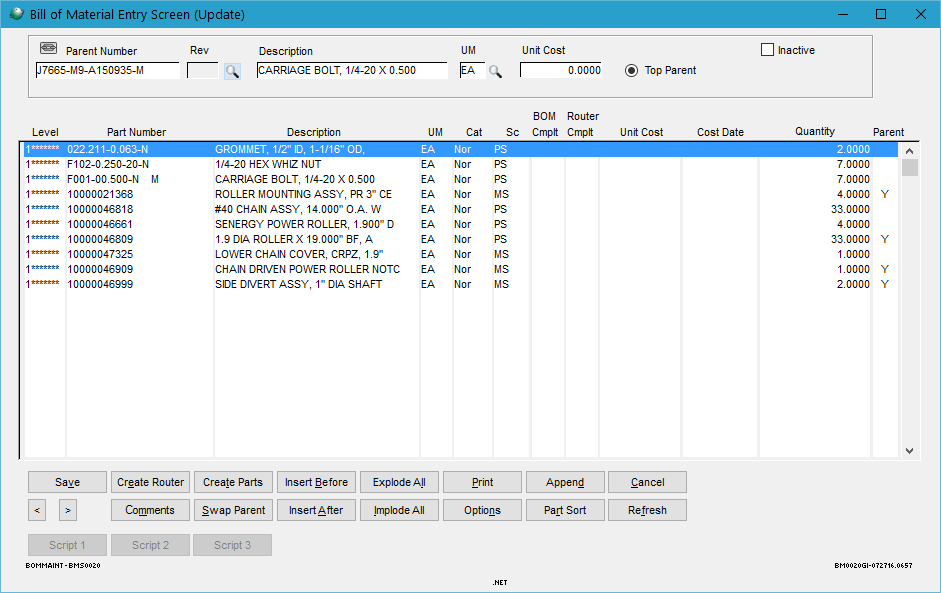 Bill of Material Entry Screen (Update)
Parent Number Rev Description UM Unit Cost Inactive
J7665-M9-A150935-M CARRIAGE BOLT, 1/4-20 X 0.500 EA 0.0000 Top Parent
BOM Router
Level Part Number Description UM Cat Sc Cmplt Cmplt Unit Cost Cost Date Quantity Parent
1******* 022.211-0.063-N GROMMET, 1/2" ID, 1-1/16" OD, EA Nor PS 2.0000
1******* F102-0.250-20-N 1/4-20 HEX WHIZ NUT EA Nor PS 7.0000
1******* F001-00.500-N M CARRIAGE BOLT, 1/4-20 X 0.500 EA Nor PS 7.0000
1******* 10000021368 ROLLER MOUNTING ASSY, PR 3" CE EA Nor MS 4.0000 Y
1******* 10000046818 #40 CHAIN ASSY, 14.000" O.A. W EA Nor PS 33.0000
1******* 10000046661 SENERGY POWER ROLLER, 1.900" D EA Nor PS 4.0000
1******* 10000046809 1.9 DIA ROLLER X 19.000" BF, A EA Nor PS 33.0000 Y
1******* 10000047325 LOWER CHAIN COVER, CRPZ, 1.9" EA Nor MS 1.0000
1******* 10000046909 CHAIN DRIVEN POWER ROLLER NOTC EA Nor MS 1.0000 Y
1******* 10000046999 SIDE DIVERT ASSY, 1" DIA SHAFT EA Nor MS 2.0000 Y
Save Create Router Create Parts Insert Before Explode All Print Append Cancel
< > Comments Swap Parent Insert After Implode All Options Part Sort Refresh
Script 1 Script 2 Script 3
BOMMAINT-BMS0020 BM0020GI-072716.0657
.NET